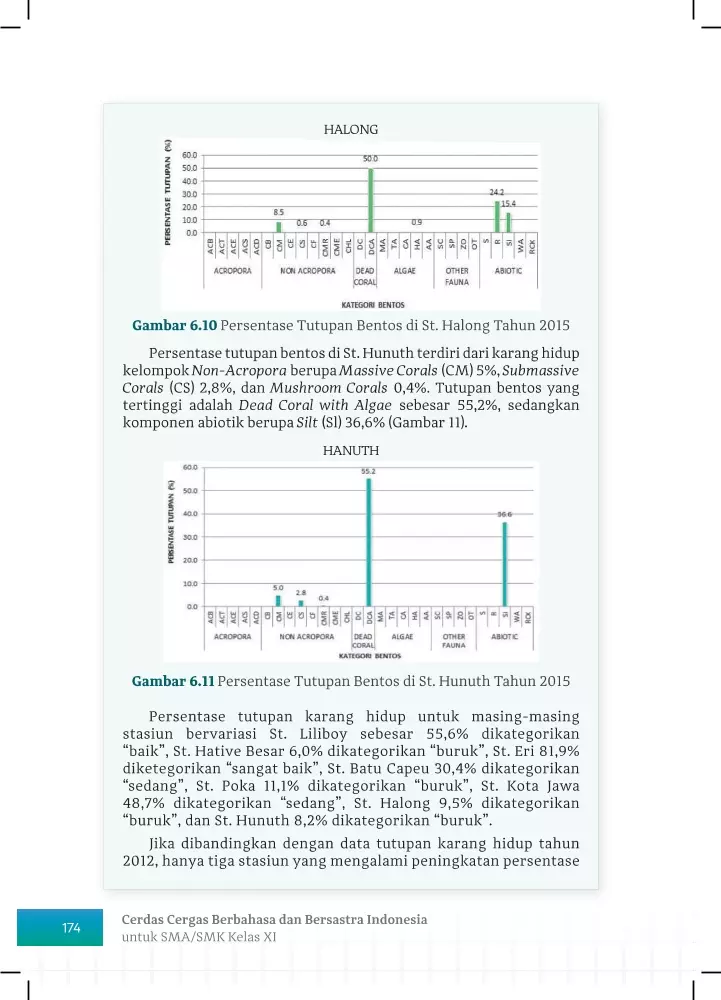 HALONG
PERSENTASE TUTUPAN (%)
60.0
50.0
40.0
30.0
20.0
10.0
0.0
8.5
0.6
0.4
50.0
0.9
24.2
15.4
ACB ACT ACE ACS ACD CB CM CE CS CF CMR CME CHL DC DCA MA TA CA HA AA SC SP ZO OT S R SI WA RCK
ACROPORA NON ACROPORA DEAD CORAL ALGAE OTHER FAUNA ABIOTIC
KATEGORI BENTOS
Gambar 6.10 Persentase Tutupan Bentos di St. Halong Tahun 2015
Persentase tutupan bentos di St. Hunuth terdiri dari karang hidup
kelompok Non-Acropora berupa Massive Corals (CM) 5%, Submassive
Corals (CS) 2,8%, dan Mushroom Corals 0,4%. Tutupan bentos yang
tertinggi adalah Dead Coral with Algae sebesar 55,2%, sedangkan
komponen abiotik berupa Silt (Sl) 36,6% (Gambar 11).
HANUTH
PERSENTASE TUTUPAN (%)
60.0
50.0
40.0
30.0
20.0
10.0
0.0
5.0
2.8
0.4
55.2
36.6
ACB ACT ACE ACS ACD CB CM CE CS CF CMR CME CHL DC DCA MA TA CA HA AA SC SP ZO OT S R SI WA RCK
ACROPORA NON ACROPORA DEAD CORAL ALGAE OTHER FAUNA ABIOTIC
KATEGORI BENTOS
Gambar 6.11 Persentase Tutupan Bentos di St. Hunuth Tahun 2015
Persentase tutupan karang hidup untuk masing-masing
stasiun bervariasi St. Liliboy sebesar 55,6% dikategorikan
“baik”, St. Hative Besar 6,0% dikategorikan “buruk”, St. Eri 81,9%
diketegorikan “sangat baik”, St. Batu Capeu 30,4% dikategorikan
“sedang”, St. Poka 11,1% dikategorikan “buruk”, St. Kota Jawa
48,7% dikategorikan “sedang”, St. Halong 9,5% dikategorikan
“buruk”, dan St. Hunuth 8,2% dikategorikan “buruk”.
Jika dibandingkan dengan data tutupan karang hidup tahun
2012, hanya tiga stasiun yang mengalami peningkatan persentase
174
Cerdas Cergas Berbahasa dan Bersastra Indonesia
untuk SMA/SMK Kelas XI